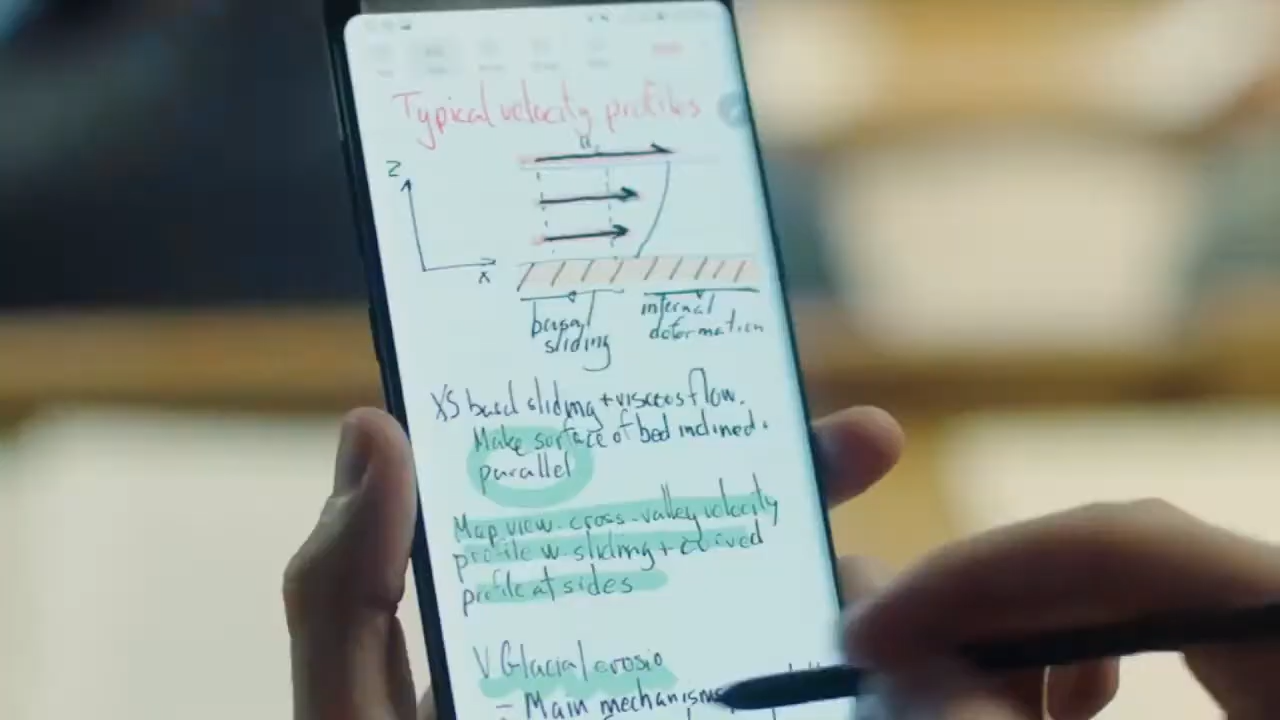 Typical velocity profiles
u
Z
X
basal
sliding
internal
deformation
XS basal sliding + viscous flow.
Make surface of bed inclined.
parallel
Map view-cross-valley velocity
profile w. sliding + curved
profile at sides
V Glacial erosio
- Main mechanisms